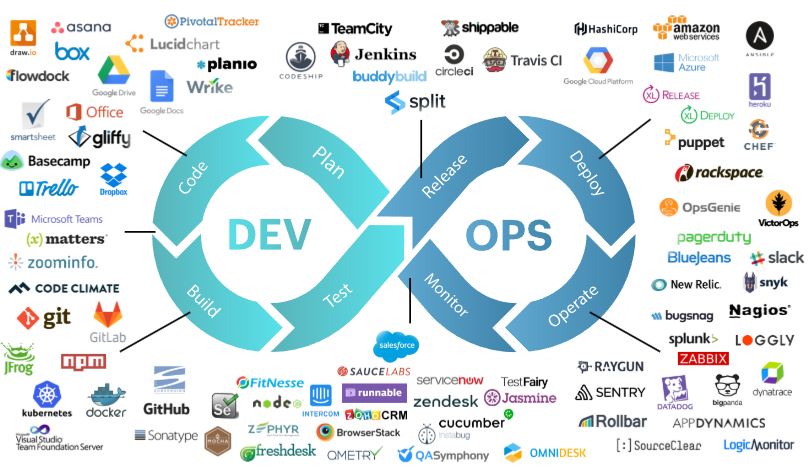 draw.io
asana
PivotalTracker
TeamCity
shippable
HashiCorp
amazon
web services
ANSIBLE
box
Lucidchart
CODESHIP
Jenkins
circleci
Travis CI
Google Cloud Platform
Microsoft
Azure
flowdock
Google Drive
planio
buddybuild
Wrike
Google Docs
split
XL RELEASE
heroku
smartsheet
Office
gliffy
XL DEPLOY
puppet
CHEF
Basecamp
Trello
Dropbox
Code
Plan
Release
Deploy
rackspace
OpsGenie
VictorOps
Microsoft Teams
(x) matters
zoominfo.
DEV
OPS
pagerduty
BlueJeans
slack
CODE CLIMATE
New Relic.
snyk
git
GitLab
Build
Test
Monitor
Operate
bugsnag
Nagios
splunk>
LOGGLY
JFrog
npm
salesforce
ZABBIX
SAUCELABS
RAYGUN
kubernetes
docker
GitHub
Se
FitNesse
node
INTERCOM
runnable
ZOHO CRM
servicenow
zendesk
TestFairy
Jasmine
SENTRY
DATADOG
bigpanda
dynatrace
Visual Studio
Team Foundation Server
Sonatype
MOCHA
ZEPHYR
freshdesk
BrowserStack
QMETRY
cucumber
instabug
QASymphony
OMNIDESK
Rollbar
APPDYNAMICS
[:]SourceClear
LogicMonitor